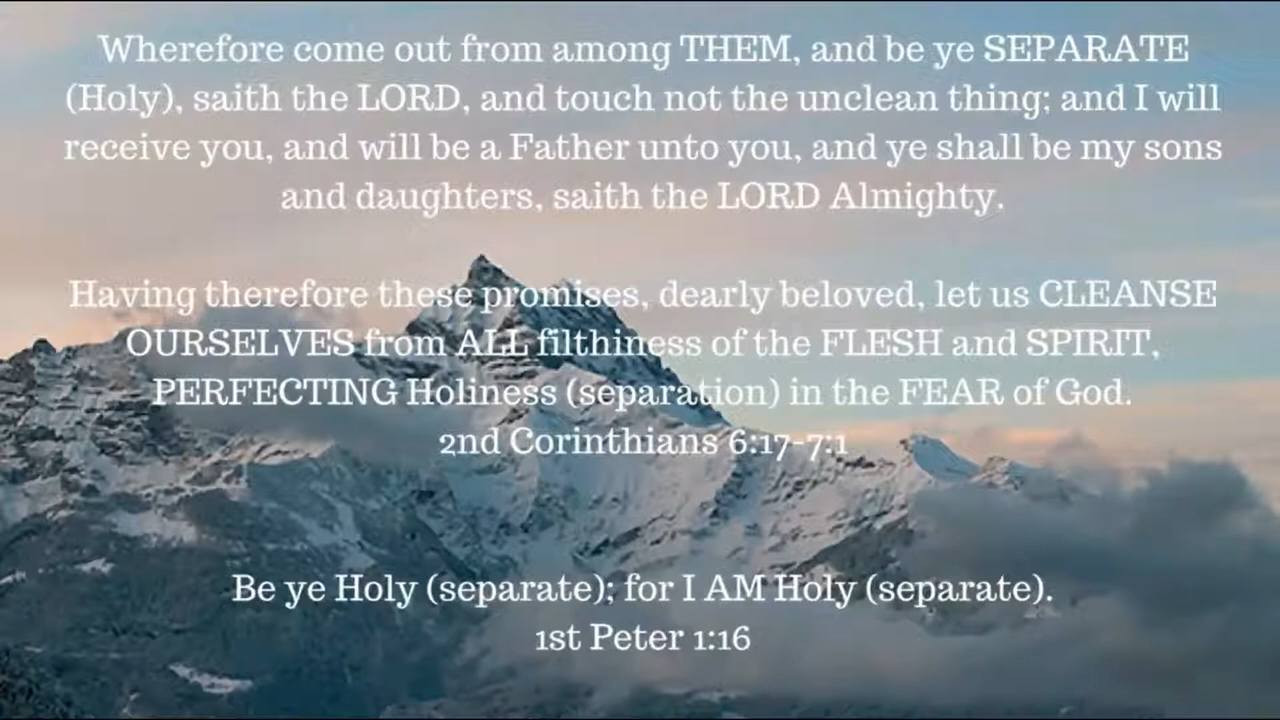 Wherefore come out from among THEM, and be ye SEPARATE
(Holy), saith the LORD, and touch not the unclean thing; and I will
receive you, and will be a Father unto you, and ye shall be my sons
and daughters, saith the LORD Almighty.
Having therefore these promises, dearly beloved, let us CLEANSE
OURSELVES from ALL filthiness of the FLESH and SPIRIT,
PERFECTING Holiness (separation) in the FEAR of God.
2nd Corinthians 6:17-7:1
Be ye Holy (separate); for I AM Holy (separate).
1st Peter 1:16